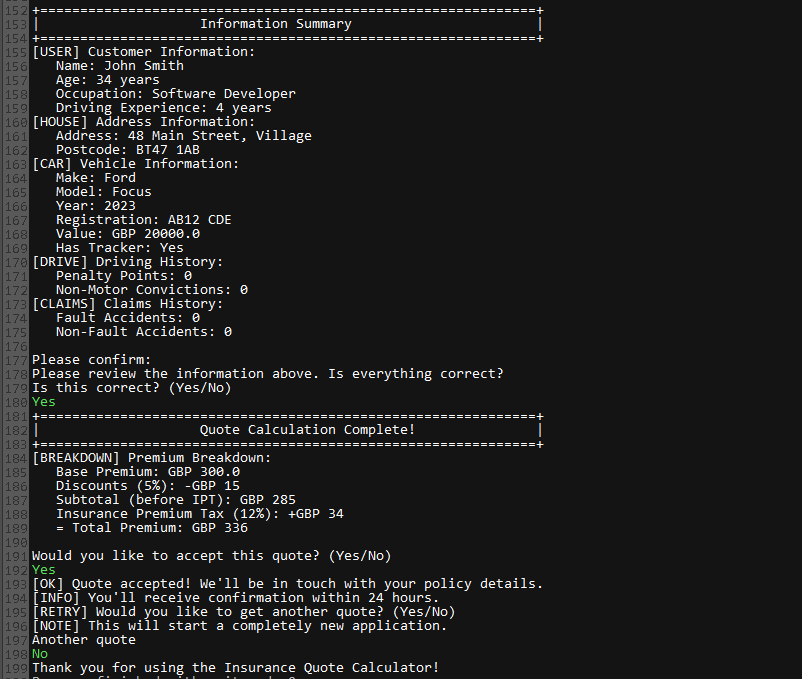 152 +==============================================================+
153 |                    Information Summary                       |
154 +==============================================================+
155 [USER] Customer Information:
156    Name: John Smith
157    Age: 34 years
158    Occupation: Software Developer
159    Driving Experience: 4 years
160 [HOUSE] Address Information:
161    Address: 48 Main Street, Village
162    Postcode: BT47 1AB
163 [CAR] Vehicle Information:
164    Make: Ford
165    Model: Focus
166    Year: 2023
167    Registration: AB12 CDE
168    Value: GBP 20000.0
169    Has Tracker: Yes
170 [DRIVE] Driving History:
171    Penalty Points: 0
172    Non-Motor Convictions: 0
173 [CLAIMS] Claims History:
174    Fault Accidents: 0
175    Non-Fault Accidents: 0
176
177 Please confirm:
178 Please review the information above. Is everything correct?
179 Is this correct? (Yes/No)
180 Yes
181 +==============================================================+
182 |                    Quote Calculation Complete!               |
183 +==============================================================+
184 [BREAKDOWN] Premium Breakdown:
185    Base Premium: GBP 300.0
186    Discounts (5%): -GBP 15
187    Subtotal (before IPT): GBP 285
188    Insurance Premium Tax (12%): +GBP 34
189    = Total Premium: GBP 336
190
191 Would you like to accept this quote? (Yes/No)
192 Yes
193 [OK] Quote accepted! We'll be in touch with your policy details.
194 [INFO] You'll receive confirmation within 24 hours.
195 [RETRY] Would you like to get another quote? (Yes/No)
196 [NOTE] This will start a completely new application.
197 Another quote
198 No
199 Thank you for using the Insurance Quote Calculator!